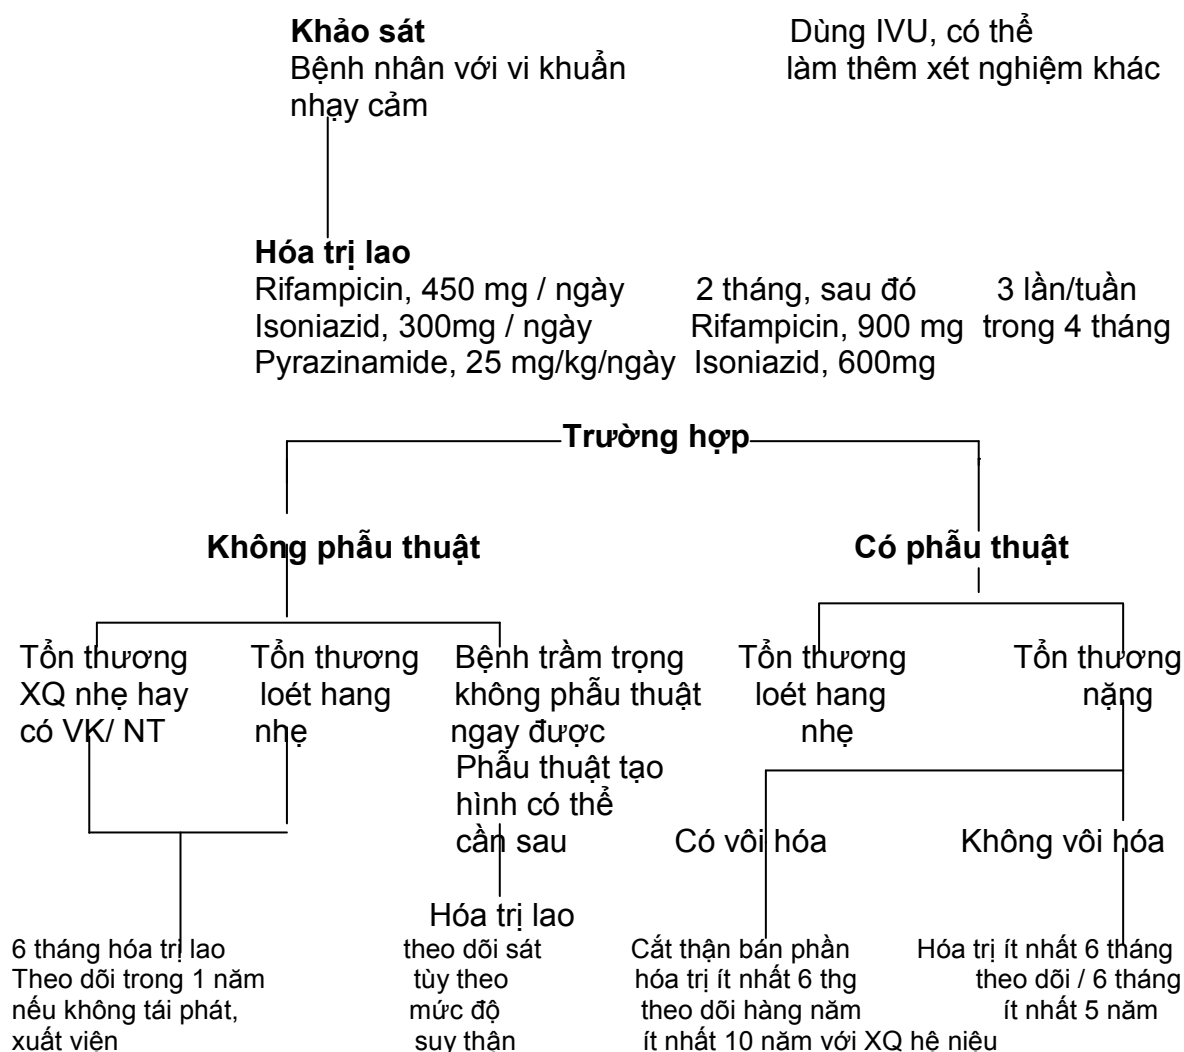 Khảo sát
Bệnh nhân với vi khuẩn
nhạy cảm
Dùng IVU, có thể
làm thêm xét nghiệm khác
Hóa trị lao
Rifampicin, 450 mg / ngày
Isoniazid, 300mg / ngày
Pyrazinamide, 25 mg/kg/ngày
2 tháng, sau đó
Rifampicin, 900 mg
Isoniazid, 600mg
3 lần/tuần
trong 4 tháng
Trường hợp
Không phẫu thuật
Có phẫu thuật
Tổn thương
XQ nhẹ hay
có VK/ NT
Tổn thương
loét hang
nhẹ
Bệnh trầm trọng
không phẫu thuật
ngay được
Phẫu thuật tạo
hình có thể
cần sau
Tổn thương
loét hang
nhẹ
Tổn thương
nặng
Có vôi hóa
Không vôi hóa
6 tháng hóa trị lao
Theo dõi trong 1 năm
nếu không tái phát,
xuất viện
Hóa trị lao
theo dõi sát
tùy theo
mức độ
suy thận
Cắt thận bán phần
hóa trị ít nhất 6 thg
theo dõi hàng năm
ít nhất 10 năm với XQ hệ niệu
Hóa trị ít nhất 6 tháng
theo dõi / 6 tháng
ít nhất 5 năm